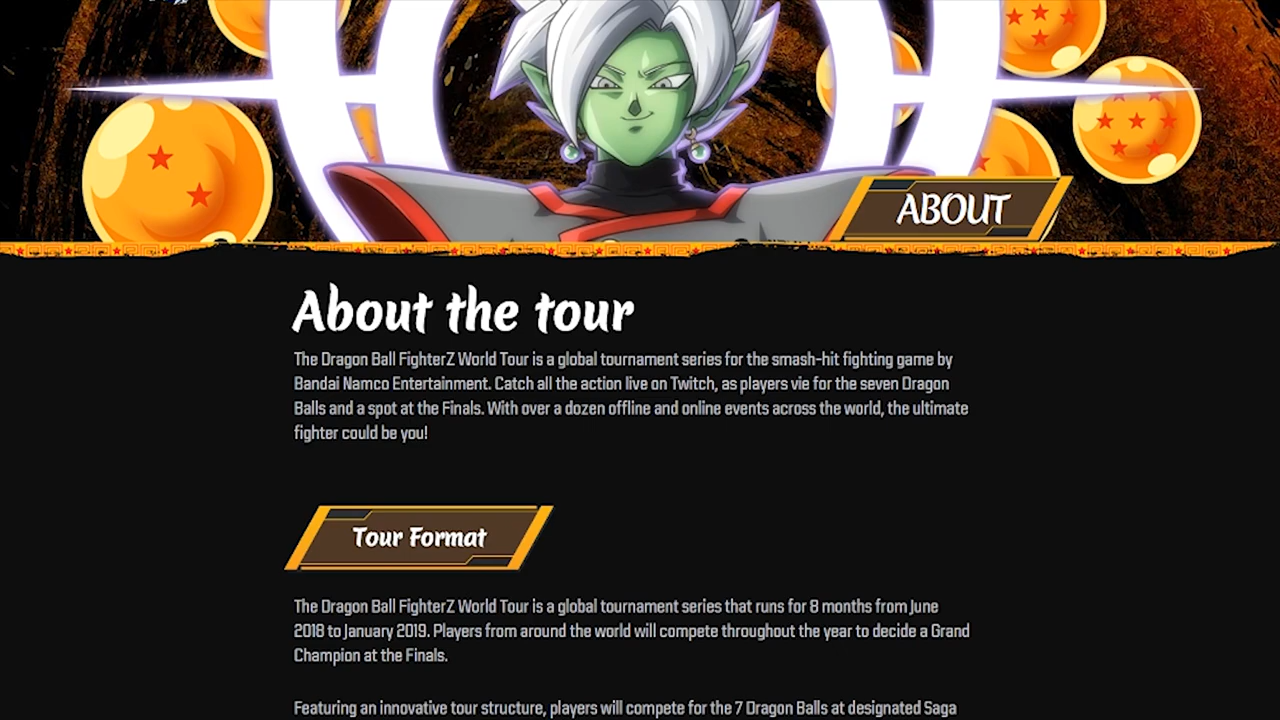 ABOUT
About the tour
The Dragon Ball FighterZ World Tour is a global tournament series for the smash-hit fighting game by
Bandai Namco Entertainment. Catch all the action live on Twitch, as players vie for the seven Dragon
Balls and a spot at the Finals. With over a dozen offline and online events across the world, the ultimate
fighter could be you!
Tour Format
The Dragon Ball FighterZ World Tour is a global tournament series that runs for 8 months from June
2018 to January 2019. Players from around the world will compete throughout the year to decide a Grand
Champion at the Finals.
Featuring an innovative tour structure, players will compete for the 7 Dragon Balls at designated Saga